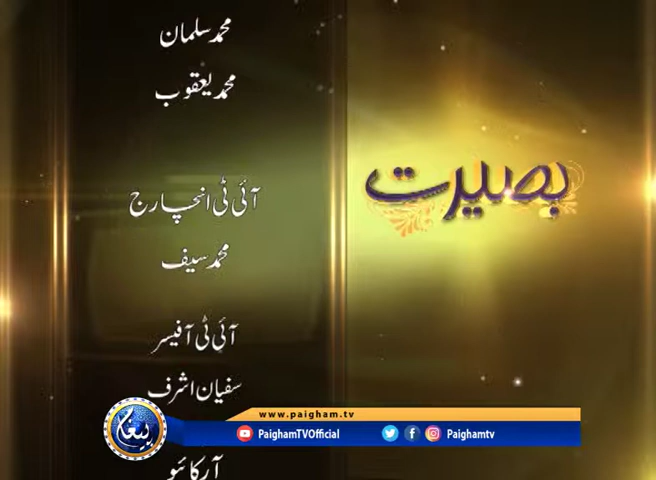 محمد سلمان
محمد یعقوب
آئی ٹی انچارج
محمد سیف
آئی ٹی آفیسر
سفیان اشرف
آرکائیو
بصیرت
پیغام
www.paigham.tv
PaighamTVOfficial
Paighamtv